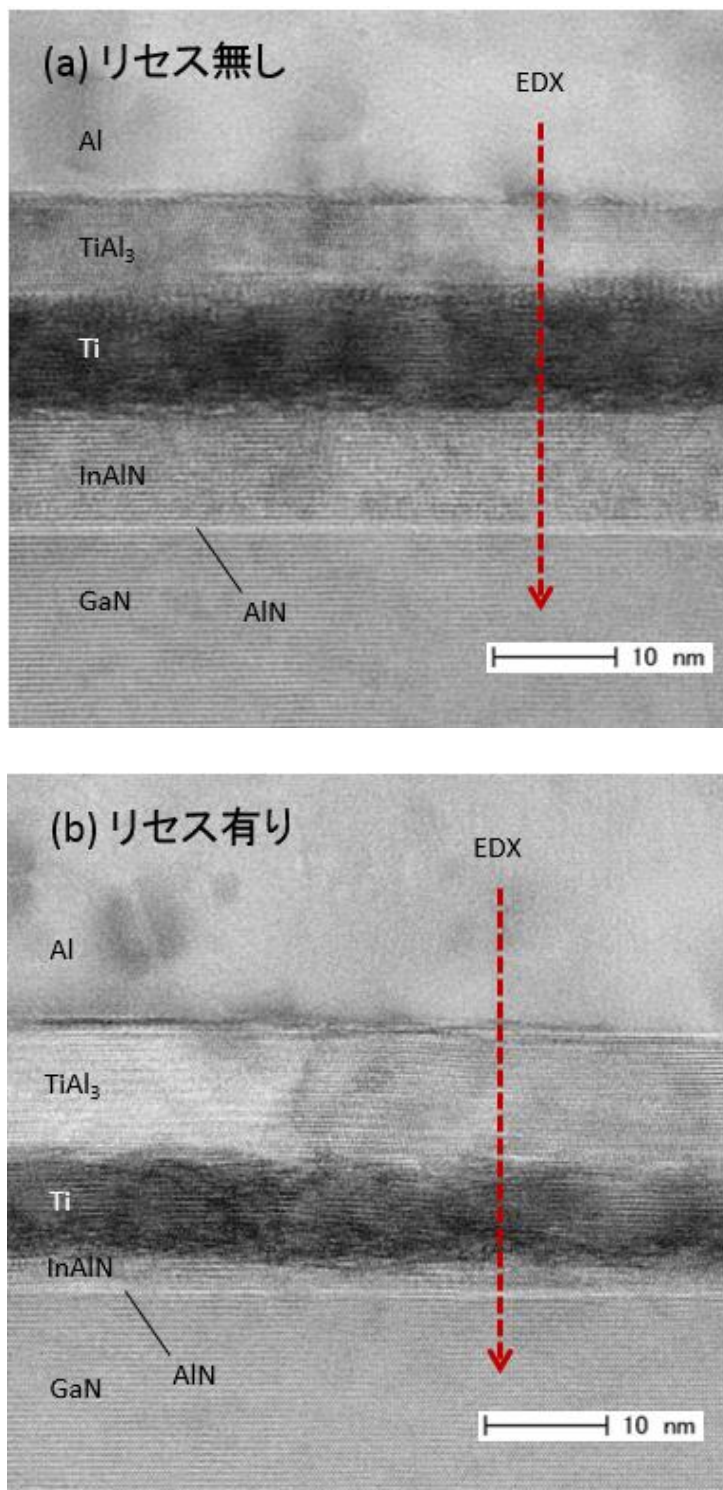 (a) リセス無し
EDX
Al
TiAl₃
Ti
InAlN
GaN
AlN
10 nm
(b) リセス有り
EDX
Al
TiAl₃
Ti
InAlN
AlN
GaN
10 nm